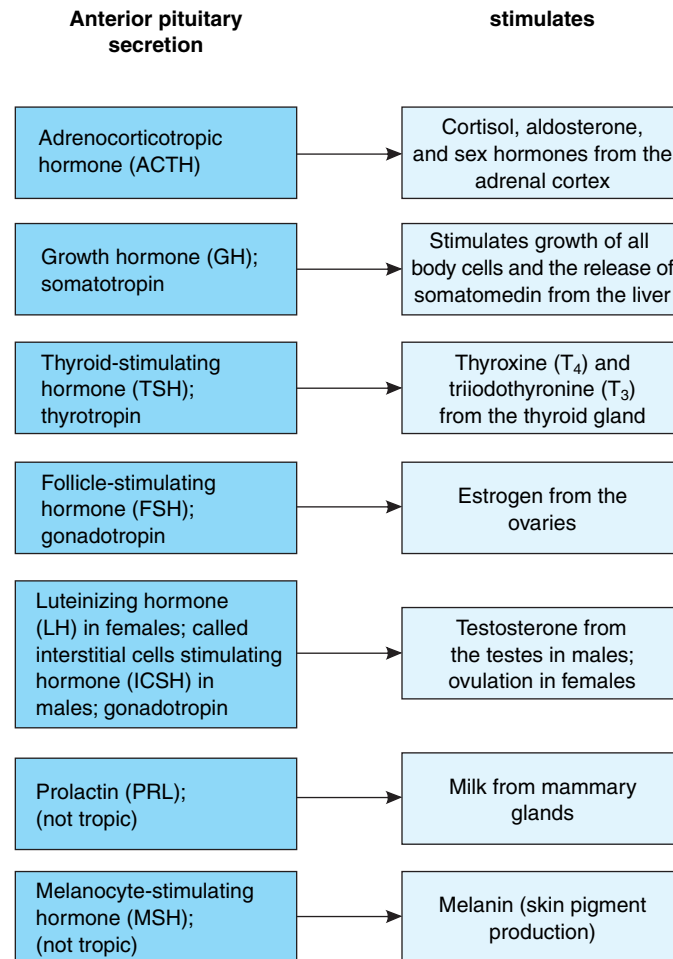 Anterior pituitary
secretion
stimulates
Adrenocorticotropic
hormone (ACTH)
Cortisol, aldosterone,
and sex hormones from the
adrenal cortex
Growth hormone (GH);
somatotropin
Stimulates growth of all
body cells and the release of
somatomedin from the liver
Thyroid-stimulating
hormone (TSH);
thyrotropin
Thyroxine (T₄) and
triiodothyronine (T₃)
from the thyroid gland
Follicle-stimulating
hormone (FSH);
gonadotropin
Estrogen from the
ovaries
Luteinizing hormone
(LH) in females; called
interstitial cells stimulating
hormone (ICSH) in
males; gonadotropin
Testosterone from
the testes in males;
ovulation in females
Prolactin (PRL);
(not tropic)
Milk from mammary
glands
Melanocyte-stimulating
hormone (MSH);
(not tropic)
Melanin (skin pigment
production)